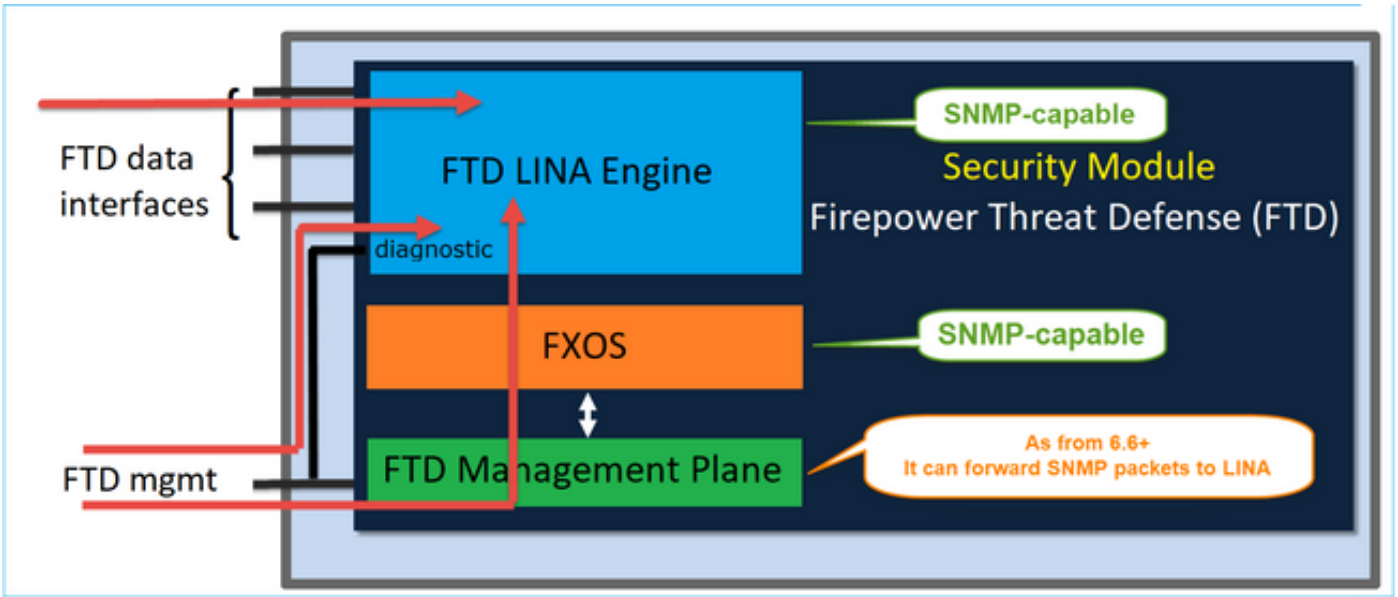 FTD data
interfaces
FTD LINA Engine
diagnostic
SNMP-capable
Security Module
Firepower Threat Defense (FTD)
FXOS
SNMP-capable
FTD mgmt
FTD Management Plane
As from 6.6+
It can forward SNMP packets to LINA